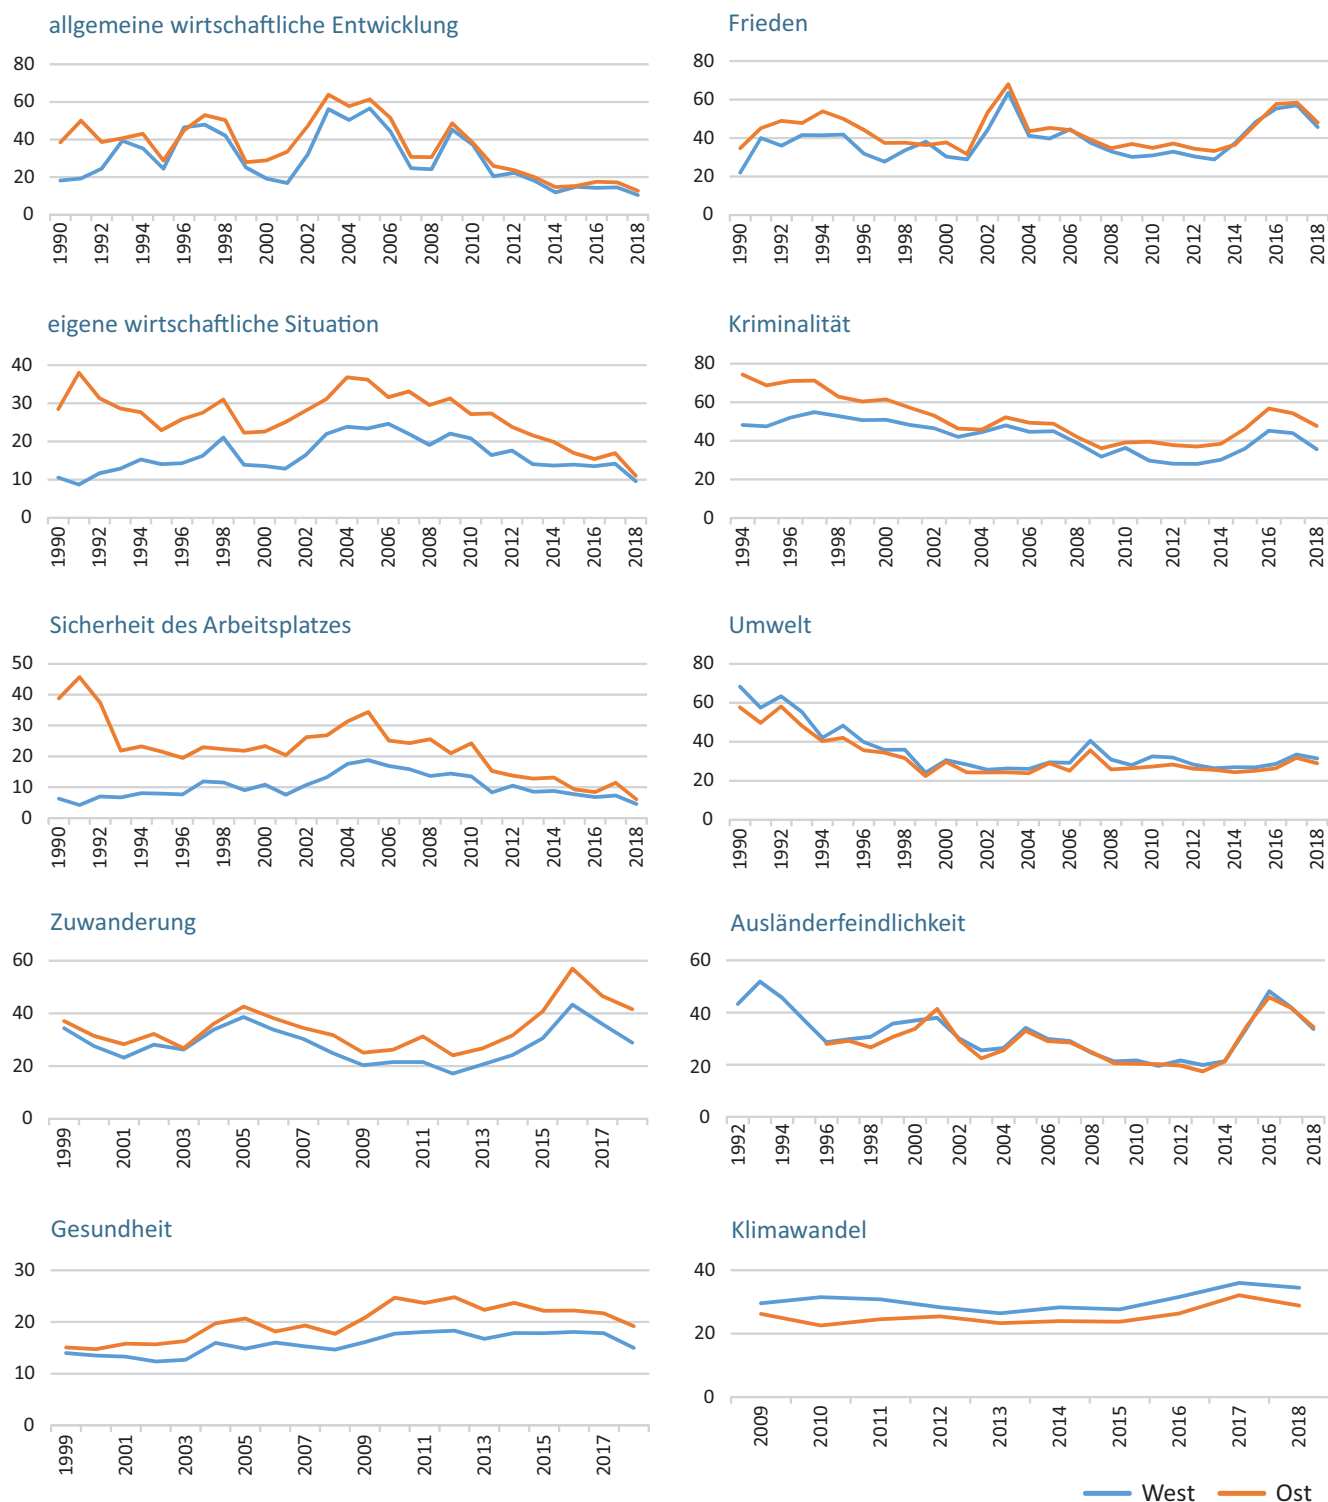 allgemeine wirtschaftliche Entwicklung
80
60
40
20
0
1990 1992 1994 1996 1998 2000 2002 2004 2006 2008 2010 2012 2014 2016 2018
Frieden
80
60
40
20
0
1990 1992 1994 1996 1998 2000 2002 2004 2006 2008 2010 2012 2014 2016 2018
eigene wirtschaftliche Situation
40
30
20
10
0
1990 1992 1994 1996 1998 2000 2002 2004 2006 2008 2010 2012 2014 2016 2018
Kriminalität
80
60
40
20
0
1994 1996 1998 2000 2002 2004 2006 2008 2010 2012 2014 2016 2018
Sicherheit des Arbeitsplatzes
50
40
30
20
10
0
1990 1992 1994 1996 1998 2000 2002 2004 2006 2008 2010 2012 2014 2016 2018
Umwelt
80
60
40
20
0
1990 1992 1994 1996 1998 2000 2002 2004 2006 2008 2010 2012 2014 2016 2018
Zuwanderung
60
40
20
0
1999 2001 2003 2005 2007 2009 2011 2013 2015 2017
Ausländerfeindlichkeit
60
40
20
0
1992 1994 1996 1998 2000 2002 2004 2006 2008 2010 2012 2014 2016 2018
Gesundheit
30
20
10
0
1999 2001 2003 2005 2007 2009 2011 2013 2015 2017
Klimawandel
40
20
0
2009 2010 2011 2012 2013 2014 2015 2016 2017 2018
West Ost